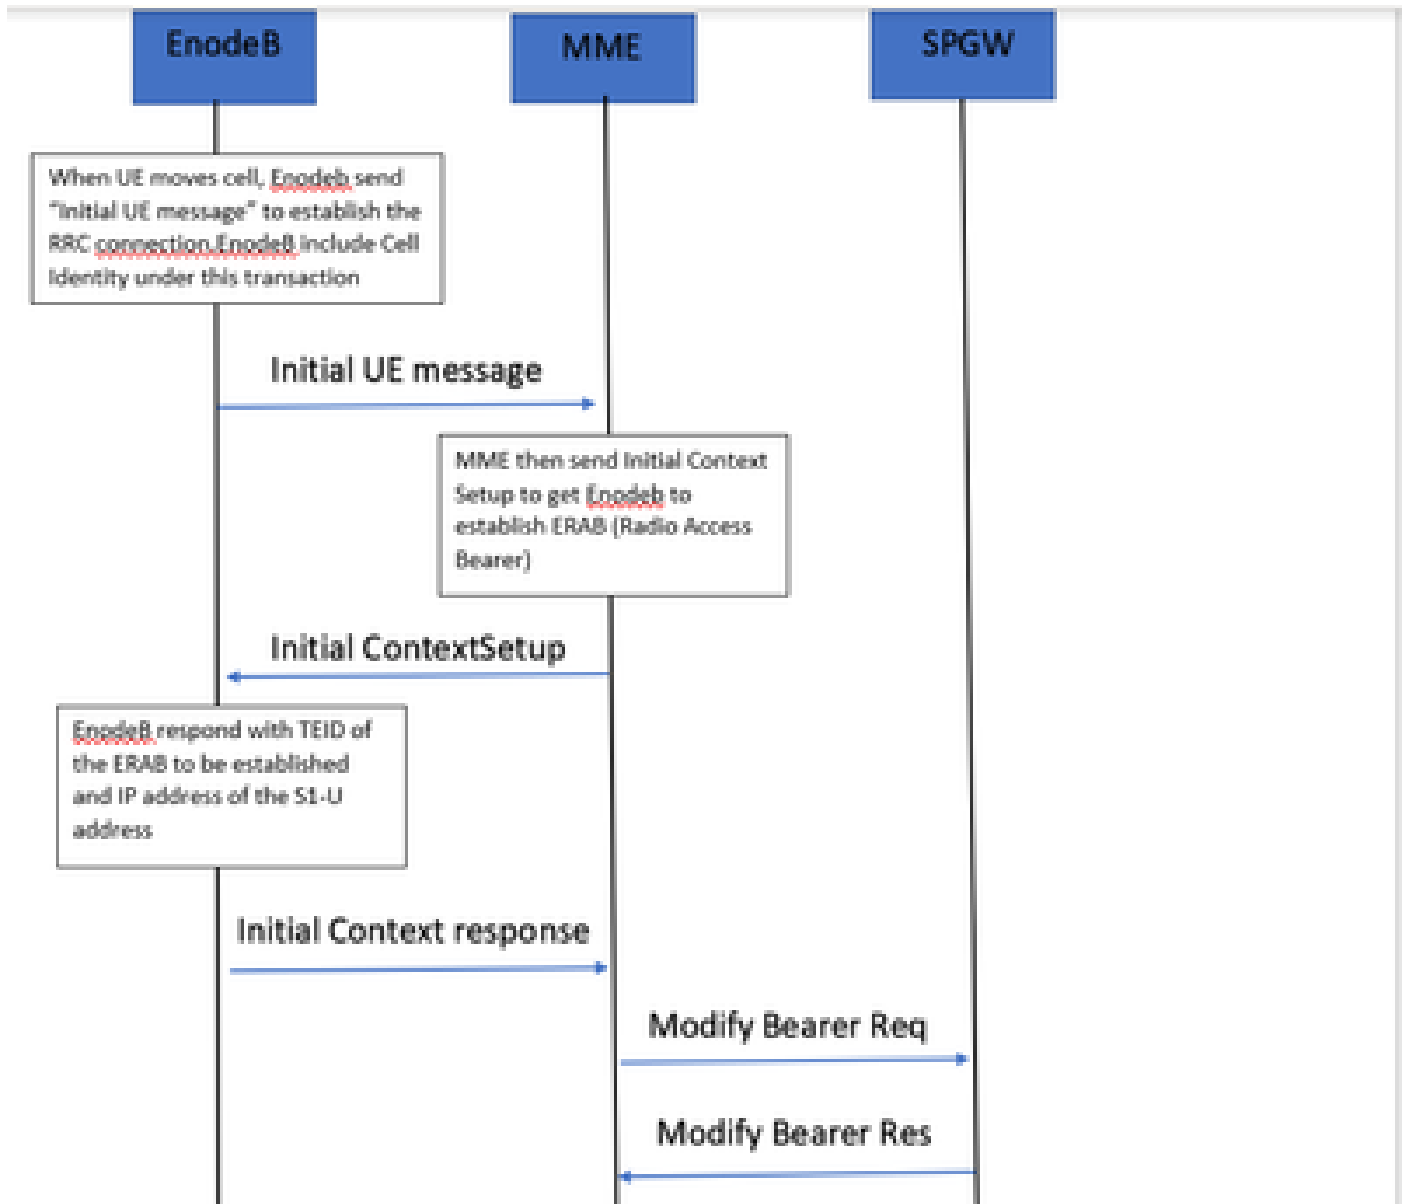 EnodeB
MME
SPGW
When UE moves cell, Enodeb send
"Initial UE message" to establish the
RRC connection.EnodeB include Cell
Identity under this transaction
Initial UE message
MME then send Initial Context
Setup to get Enodeb to
establish ERAB (Radio Access
Bearer)
Initial ContextSetup
EnodeB respond with TEID of
the ERAB to be established
and IP address of the S1-U
address
Initial Context response
Modify Bearer Req
Modify Bearer Res